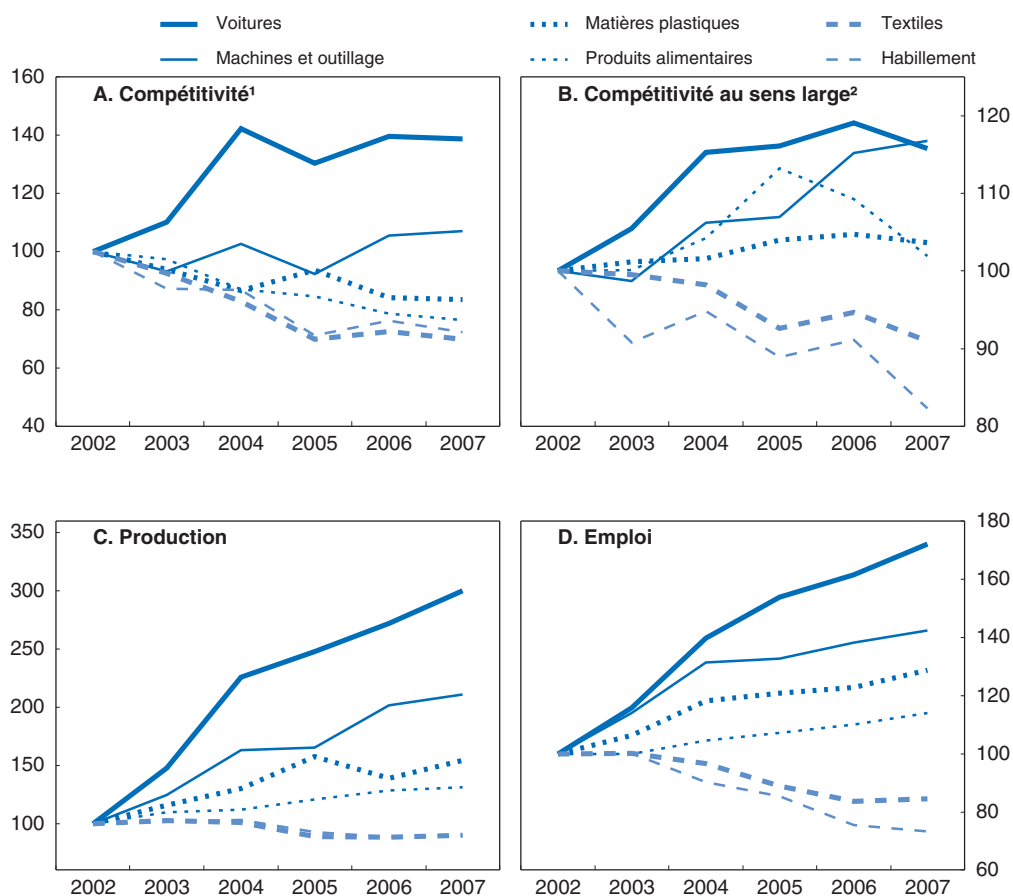 Voitures Matières plastiques Textiles
Machines et outillage Produits alimentaires Habillement
A. Compétitivité¹
160
140
120
100
80
60
40
2002 2003 2004 2005 2006 2007
B. Compétitivité au sens large²
120
110
100
90
80
2002 2003 2004 2005 2006 2007
C. Production
350
300
250
200
150
100
2002 2003 2004 2005 2006 2007
D. Emploi
180
160
140
120
100
80
60
2002 2003 2004 2005 2006 2007